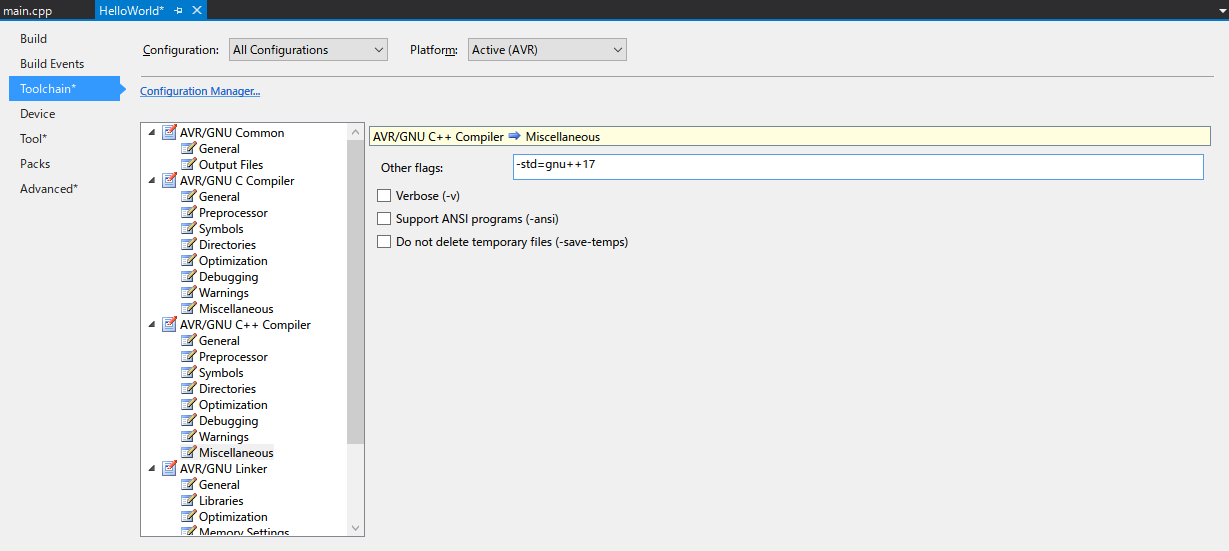 main.cpp
HelloWorld*
Build
Build Events
Toolchain*
Device
Tool*
Packs
Advanced*
Configuration: All Configurations Platform: Active (AVR)
Configuration Manager...
AVR/GNU Common
General
Output Files
AVR/GNU C Compiler
General
Preprocessor
Symbols
Directories
Optimization
Debugging
Warnings
Miscellaneous
AVR/GNU C++ Compiler
General
Preprocessor
Symbols
Directories
Optimization
Debugging
Warnings
Miscellaneous
AVR/GNU Linker
General
Libraries
Optimization
Memory Settings
AVR/GNU C++ Compiler Miscellaneous
Other flags: -std=gnu++17
Verbose (-v)
Support ANSI programs (-ansi)
Do not delete temporary files (-save-temps)